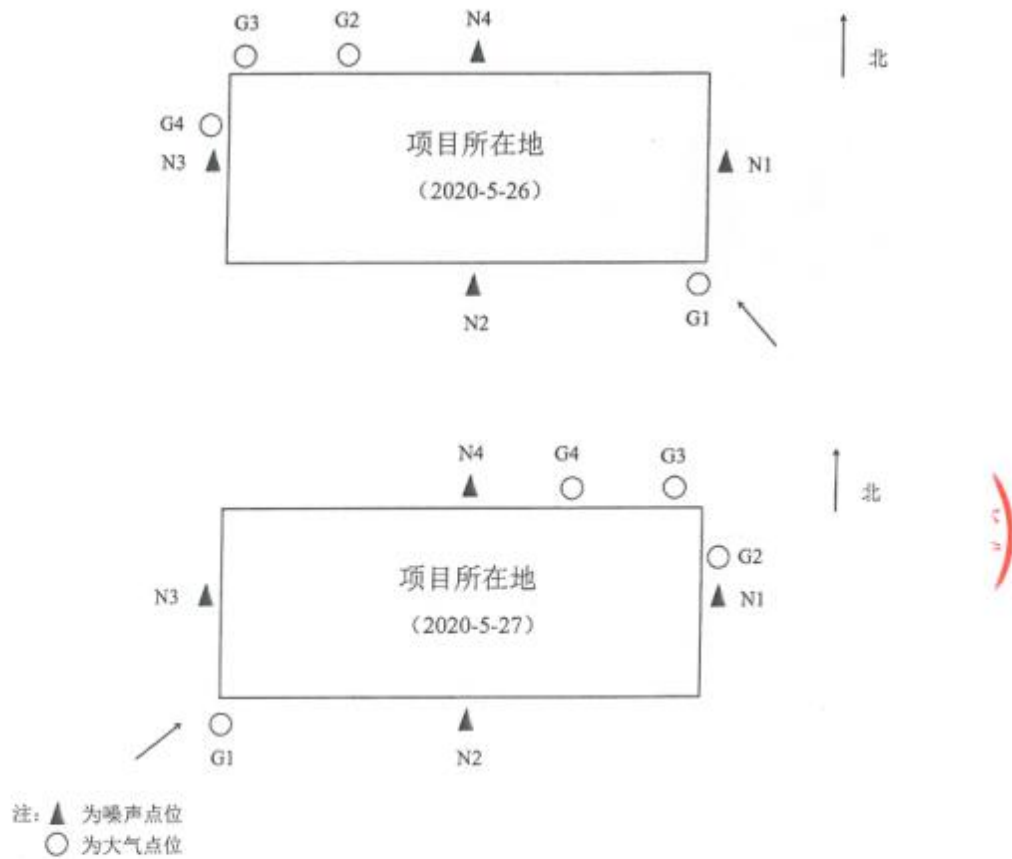 G3 G2 N4
北
G4
项目所在地
N3 N1
（2020-5-26）
N2 G1
N4 G4 G3
北
G2
项目所在地
N3 N1
（2020-5-27）
G1 N2
注：▲ 为噪声点位
○ 为大气点位